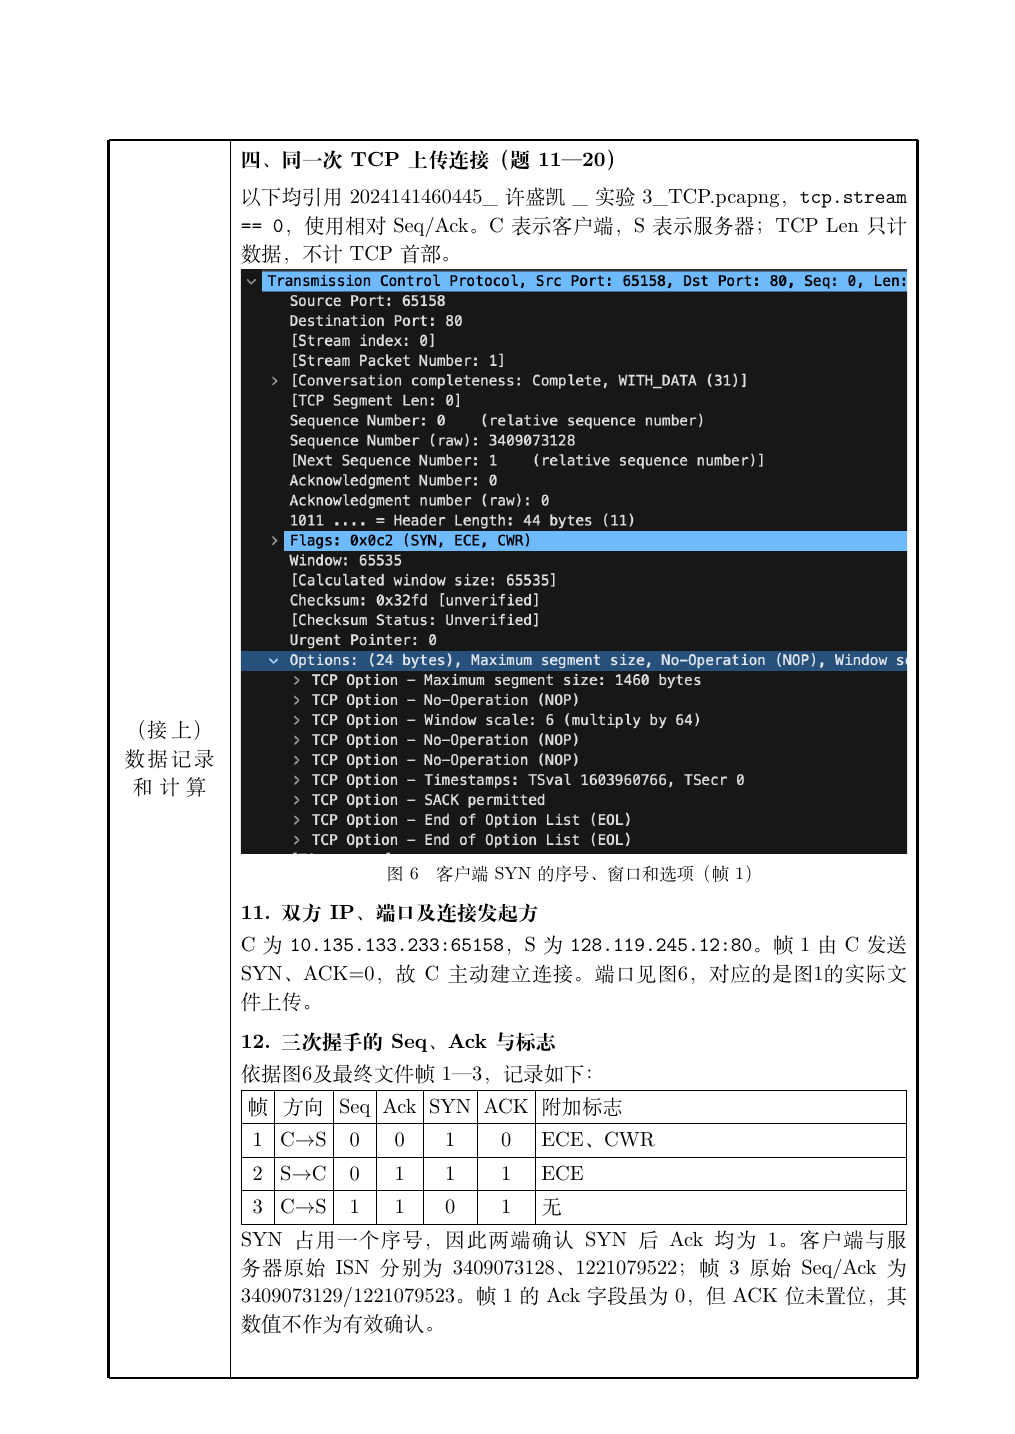 四、同一次 TCP 上传连接（题 11—20）
以下均引用 2024141460445_ 许盛凯 _ 实验 3_TCP.pcapng，tcp.stream
== 0，使用相对 Seq/Ack。C 表示客户端，S 表示服务器；TCP Len 只计
数据，不计 TCP 首部。
Transmission Control Protocol, Src Port: 65158, Dst Port: 80, Seq: 0, Len:
Source Port: 65158
Destination Port: 80
[Stream index: 0]
[Stream Packet Number: 1]
[Conversation completeness: Complete, WITH_DATA (31)]
[TCP Segment Len: 0]
Sequence Number: 0    (relative sequence number)
Sequence Number (raw): 3409073128
[Next Sequence Number: 1    (relative sequence number)]
Acknowledgment Number: 0
Acknowledgment number (raw): 0
1011 .... = Header Length: 44 bytes (11)
Flags: 0x0c2 (SYN, ECE, CWR)
Window: 65535
[Calculated window size: 65535]
Checksum: 0x32fd [unverified]
[Checksum Status: Unverified]
Urgent Pointer: 0
Options: (24 bytes), Maximum segment size, No-Operation (NOP), Window
TCP Option – Maximum segment size: 1460 bytes
TCP Option – No-Operation (NOP)
TCP Option – Window scale: 6 (multiply by 64)
TCP Option – No-Operation (NOP)
TCP Option – No-Operation (NOP)
TCP Option – Timestamps: TSval 1603960766, TSecr 0
TCP Option – SACK permitted
TCP Option – End of Option List (EOL)
TCP Option – End of Option List (EOL)
（接上）
数据记录
和 计 算
图 6 客户端 SYN 的序号、窗口和选项（帧 1）
11. 双方 IP、端口及连接发起方
C 为 10.135.133.233:65158，S 为 128.119.245.12:80。帧 1 由 C 发送
SYN、ACK=0，故 C 主动建立连接。端口见图6，对应的是图1的实际文
件上传。
12. 三次握手的 Seq、Ack 与标志
依据图6及最终文件帧 1—3，记录如下：
帧 方向 Seq Ack SYN ACK 附加标志
1 C→S 0 0 1 0 ECE、CWR
2 S→C 0 1 1 1 ECE
3 C→S 1 1 0 1 无
SYN 占用一个序号，因此两端确认 SYN 后 Ack 均为 1。客户端与服
务器原始 ISN 分别为 3409073128、1221079522；帧 3 原始 Seq/Ack 为
3409073129/1221079523。帧 1 的 Ack 字段虽为 0，但 ACK 位未置位，其
数值不作为有效确认。